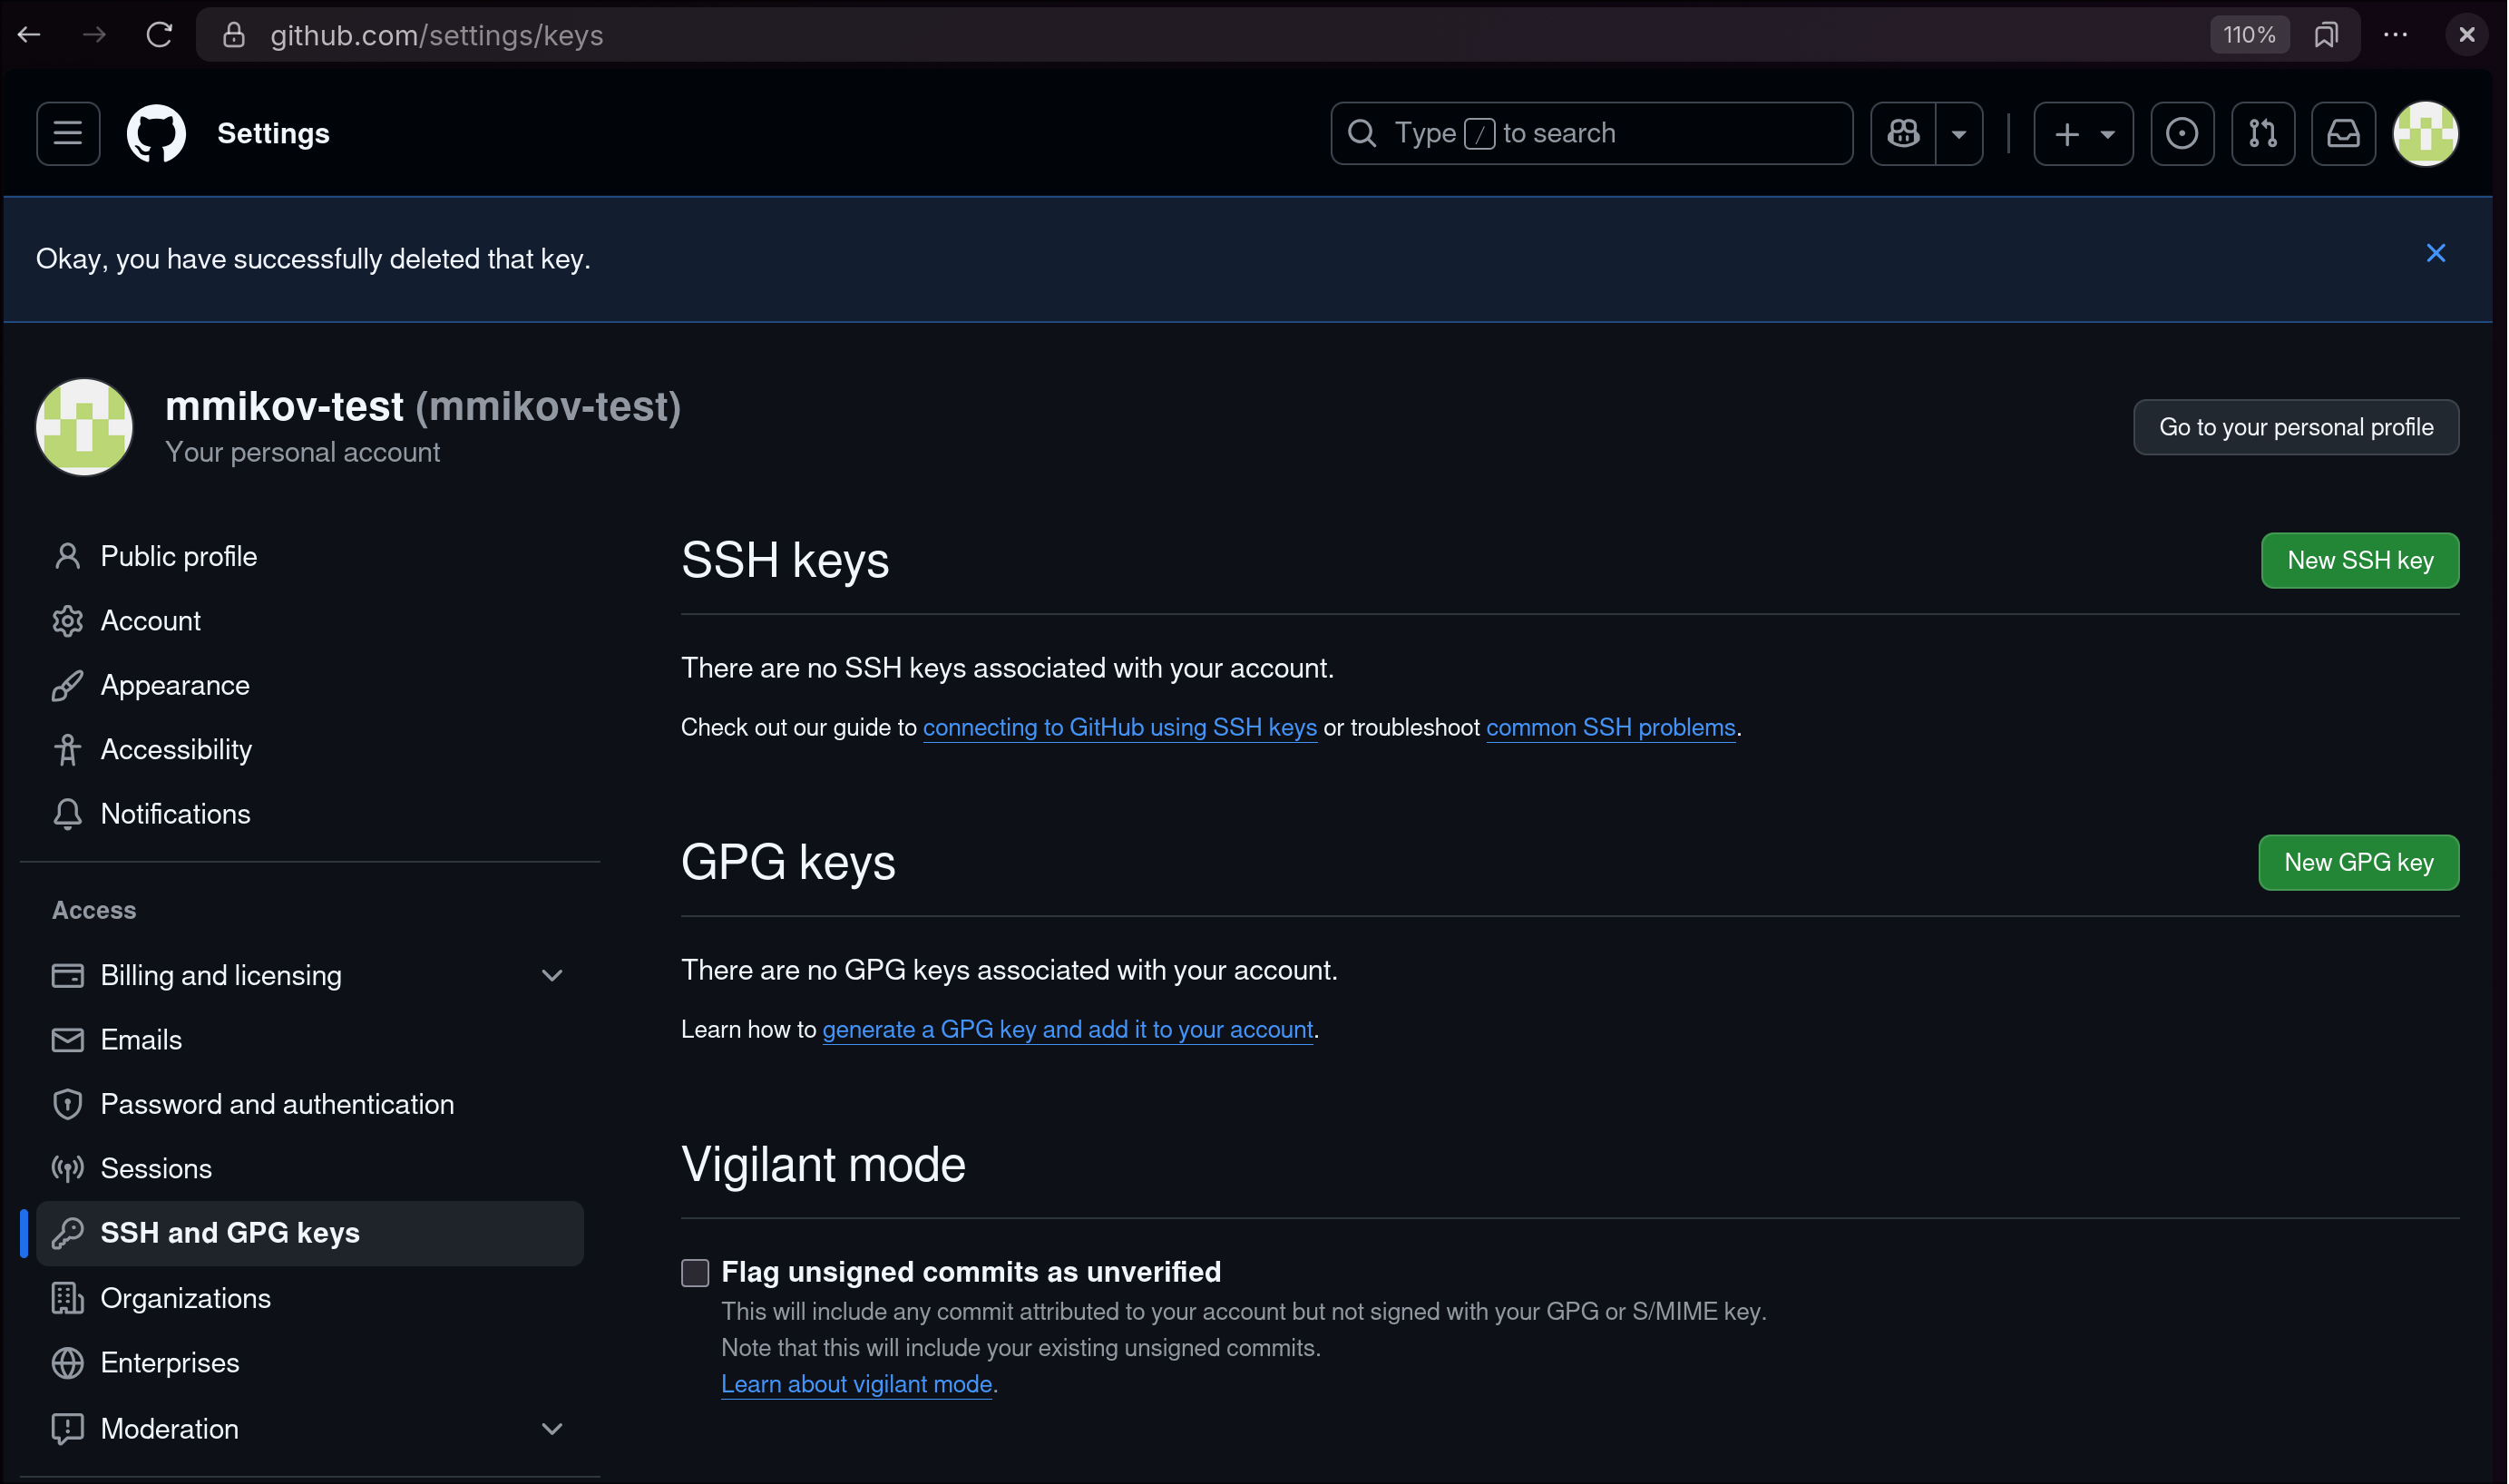 github.com/settings/keys
110%
Settings
Type / to search
Okay, you have successfully deleted that key.
mmikov-test (mmikov-test)
Your personal account
Go to your personal profile
Public profile
Account
Appearance
Accessibility
Notifications
Access
Billing and licensing
Emails
Password and authentication
Sessions
SSH and GPG keys
Organizations
Enterprises
Moderation
SSH keys
New SSH key
There are no SSH keys associated with your account.
Check out our guide to connecting to GitHub using SSH keys or troubleshoot common SSH problems.
GPG keys
New GPG key
There are no GPG keys associated with your account.
Learn how to generate a GPG key and add it to your account.
Vigilant mode
Flag unsigned commits as unverified
This will include any commit attributed to your account but not signed with your GPG or S/MIME key.
Note that this will include your existing unsigned commits.
Learn about vigilant mode.